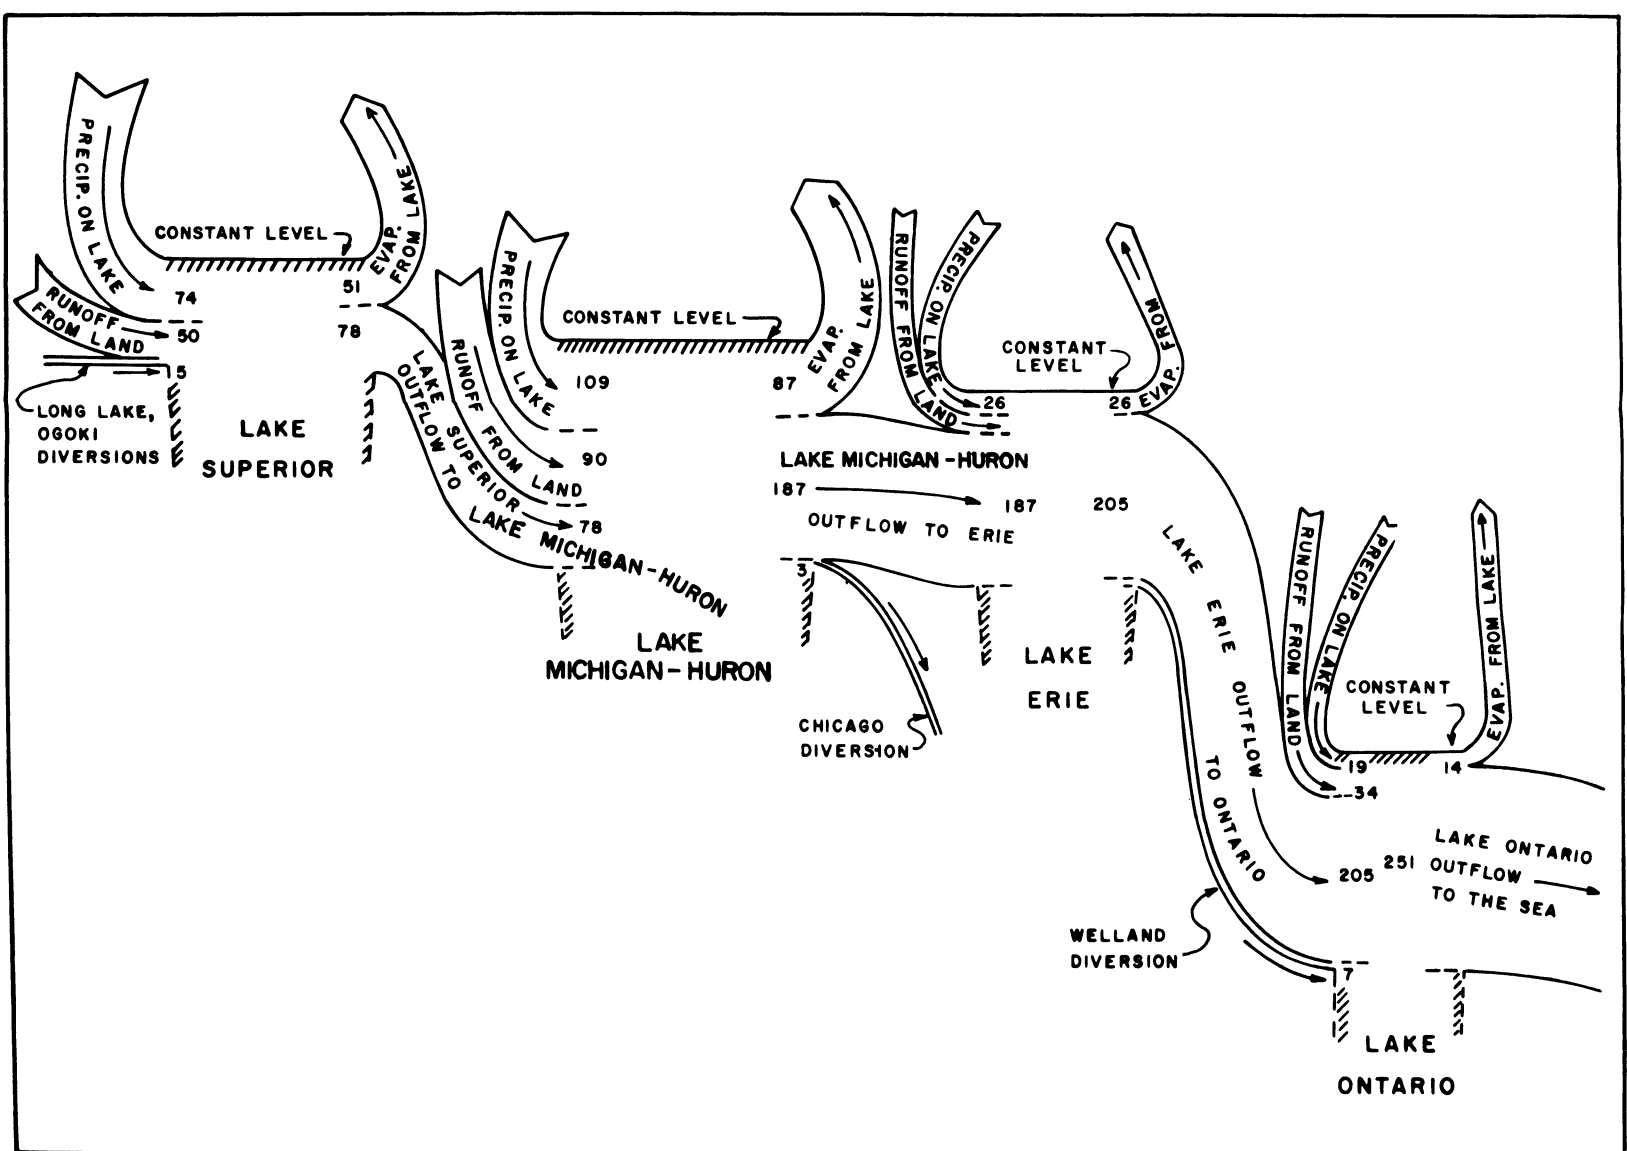 PRECIP. ON LAKE
RUNOFF
FROM LAND
CONSTANT LEVEL
EVAP.
FROM LAKE
74
50
5
51
78
LONG LAKE,
OGOKI
DIVERSIONS
LAKE
SUPERIOR
LAKE SUPERIOR
OUTFLOW TO
LAKE MICHIGAN-HURON
RUNOFF FROM LAND
PRECIP. ON LAKE
CONSTANT LEVEL
EVAP.
FROM LAKE
109
90
78
87
187
3
LAKE
MICHIGAN-HURON
CHICAGO
DIVERSION
RUNOFF FROM LAND
PRECIP. ON LAKE
CONSTANT
LEVEL
EVAP. FROM
26
26
LAKE MICHIGAN-HURON
OUTFLOW TO ERIE
187
205
LAKE
ERIE
LAKE ERIE OUTFLOW
TO ONTARIO
WELLAND
DIVERSION
RUNOFF FROM LAND
PRECIP. ON LAKE
CONSTANT
LEVEL
EVAP. FROM LAKE
19
14
34
205
251
7
LAKE ONTARIO
OUTFLOW
TO THE SEA
LAKE
ONTARIO